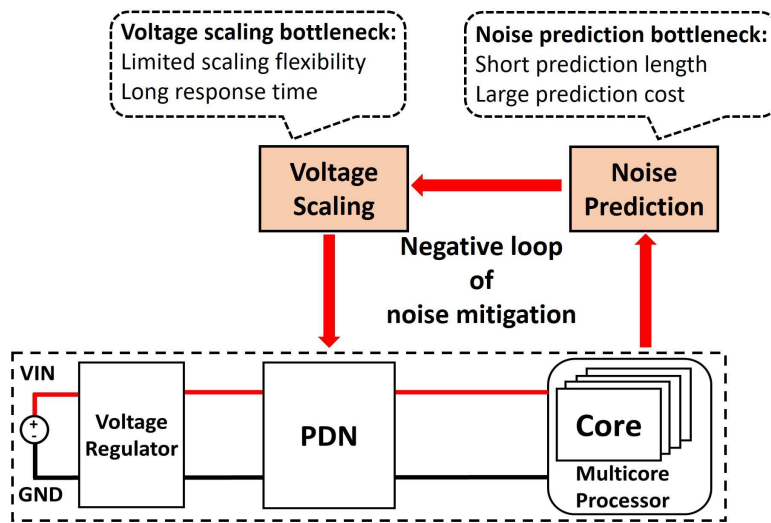 Voltage scaling bottleneck:
Limited scaling flexibility
Long response time
Noise prediction bottleneck:
Short prediction length
Large prediction cost
Voltage
Scaling
Noise
Prediction
Negative loop
of
noise mitigation
VIN
+
-
GND
Voltage
Regulator
PDN
Core
Multicore
Processor